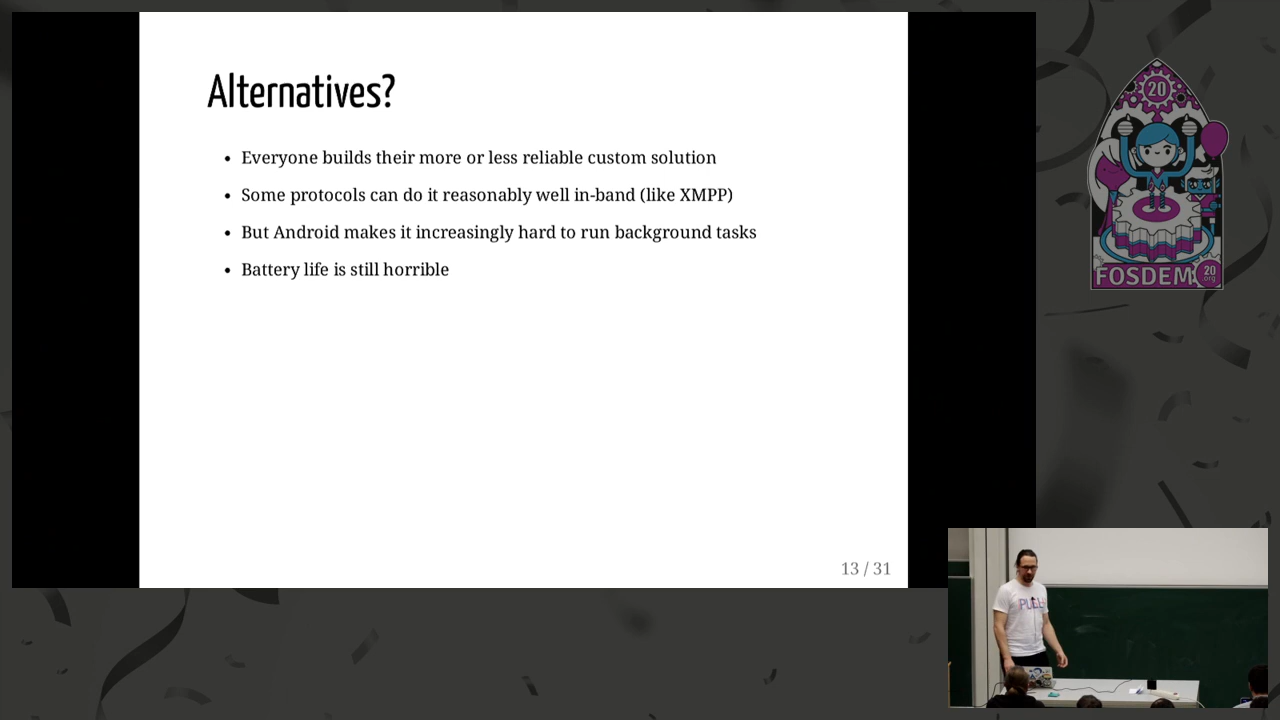 Alternatives?
• Everyone builds their more or less reliable custom solution
• Some protocols can do it reasonably well in-band (like XMPP)
• But Android makes it increasingly hard to run background tasks
• Battery life is still horrible
13 / 31
20
FOSDEM
20
.org